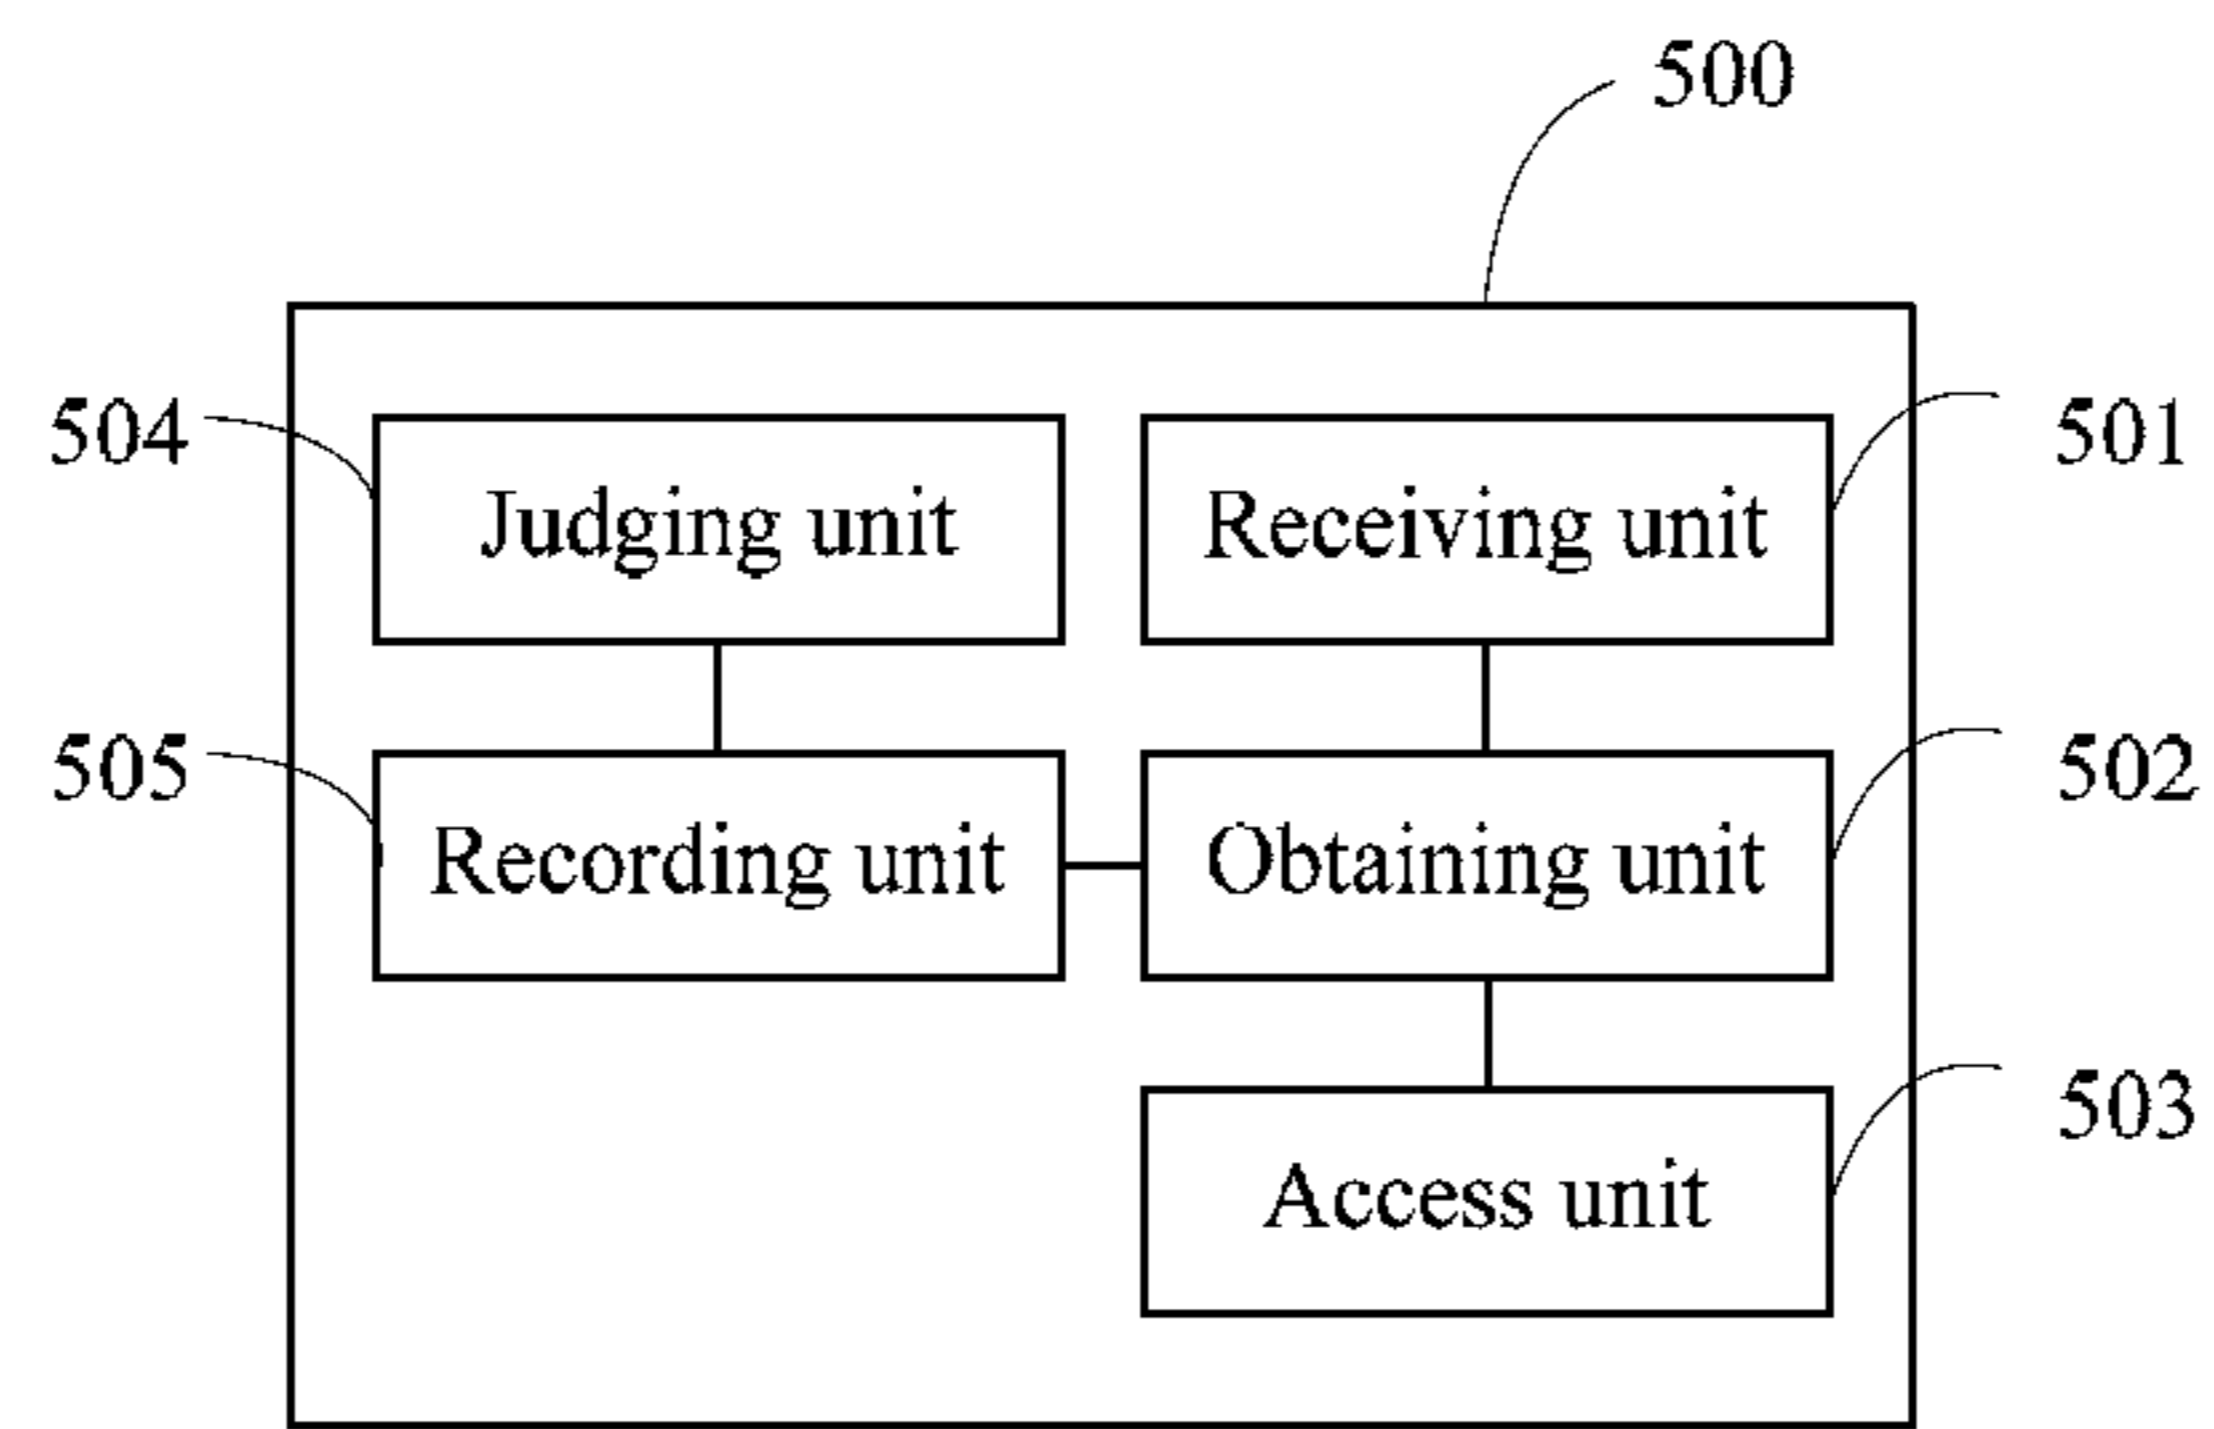 500
504
Judging unit
Receiving unit
501
505
Recording unit
Obtaining unit
502
Access unit
503